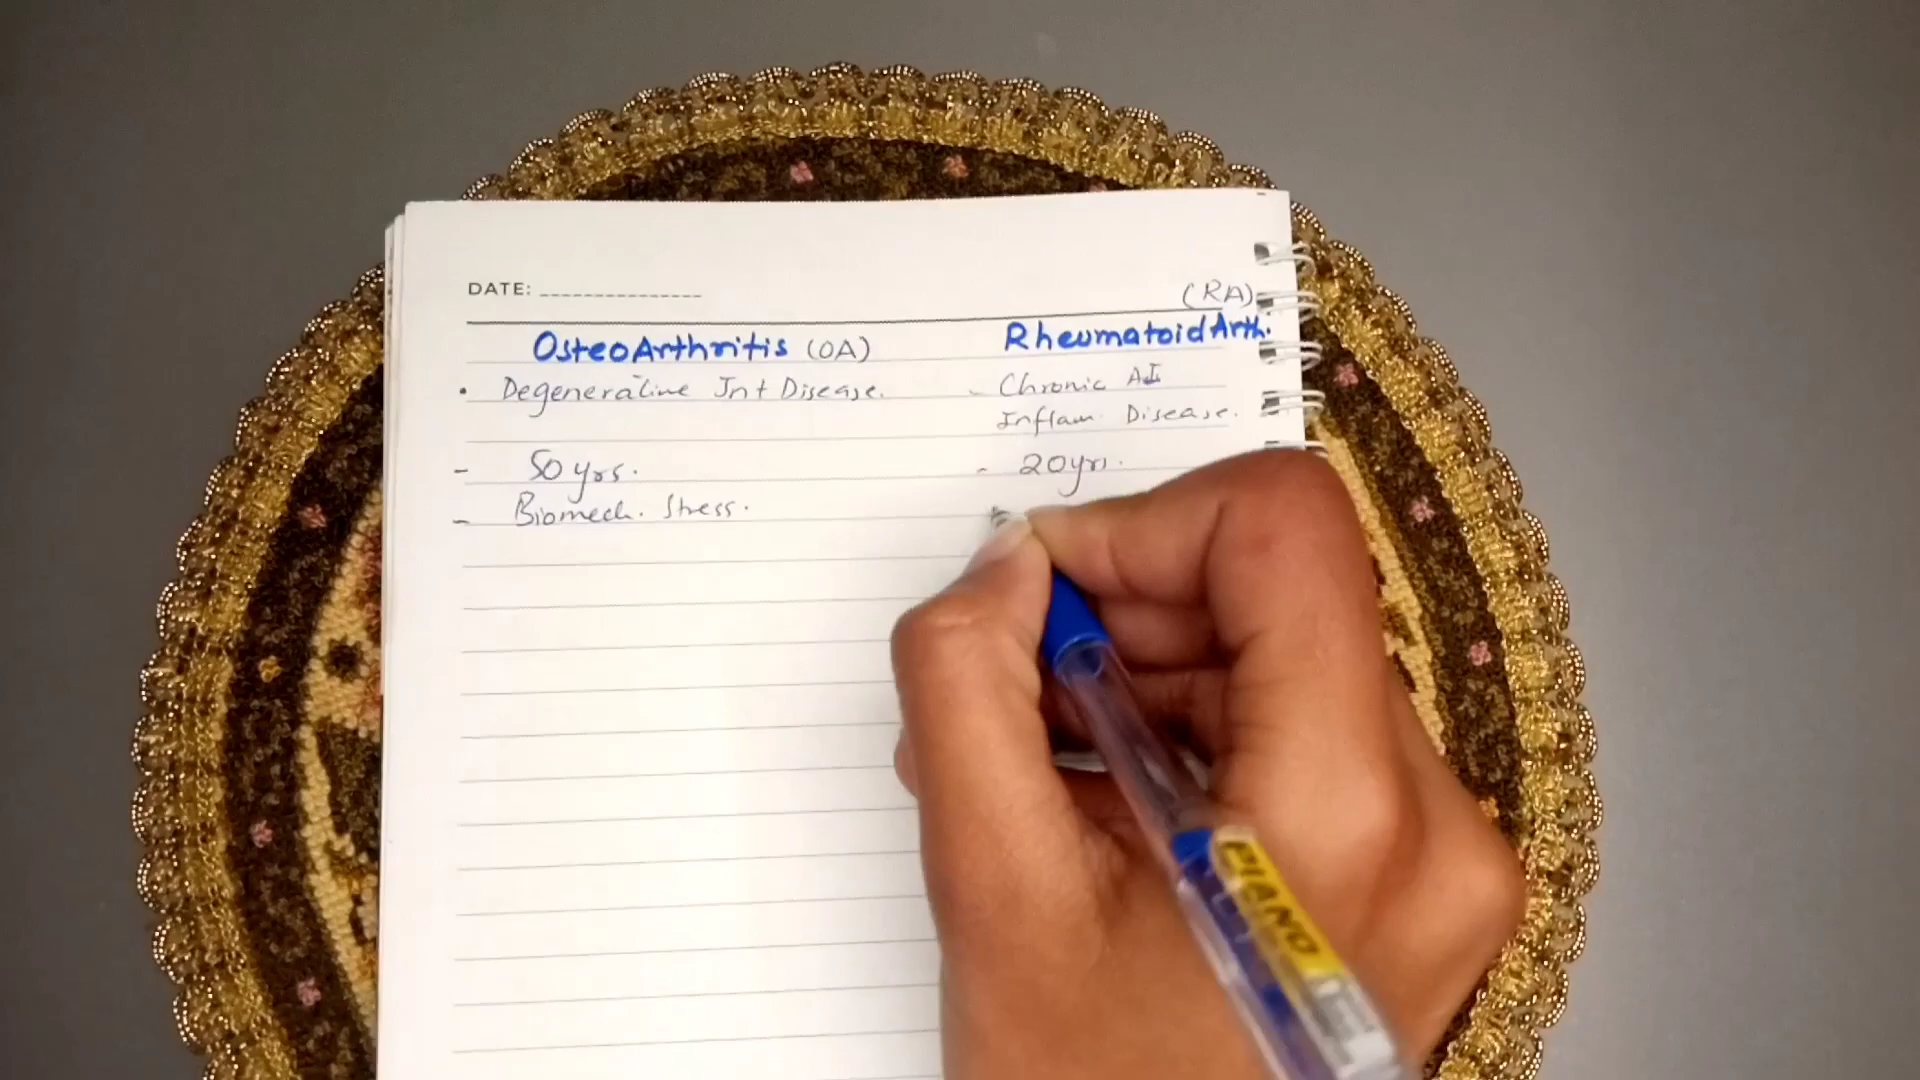 DATE: _______________
(RA)
OsteoArthritis (OA) Rheumatoid Arth.
• Degenerative Jnt Disease. - Chronic AI
Inflam. Disease.
- 50 yrs. - 20 yrs.
- Biomech. Stress.
PIANO